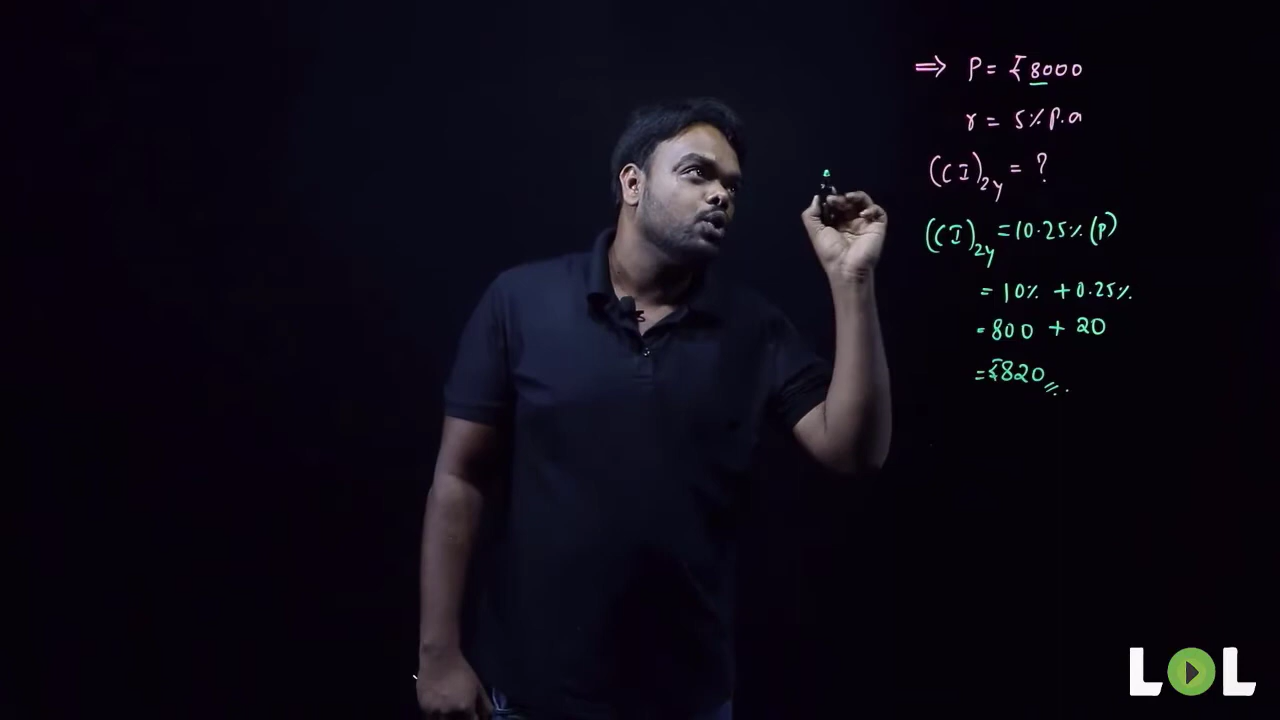 ⇒ P = ₹8000
r = 5% p.a
(CI)₂y = ?
(CI)₂y = 10.25% (P)
= 10% + 0.25%.
= 800 + 20
= ₹820
LOL